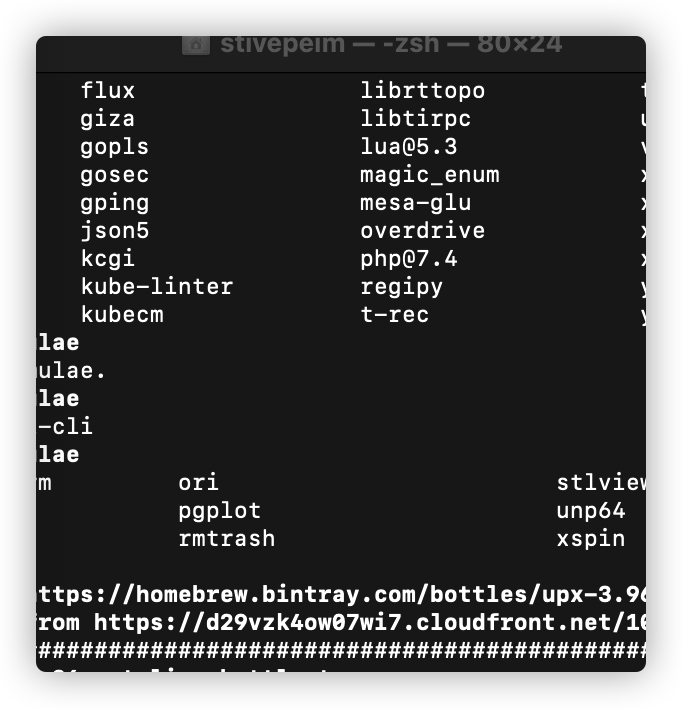 stivepeim — -zsh — 80×24
flux librttopo
giza libtirpc
gopls lua@5.3
gosec magic_enum
gping mesa-glu
json5 overdrive
kcgi php@7.4
kube-linter regipy
kubecm t-rec
lae
ulae.
lae
-cli
lae
m ori stlview
pgplot unp64
rmtrash xspin
ttps://homebrew.bintray.com/bottles/upx-3.96
from https://d29vzk4ow07wi7.cloudfront.net/10
############################################